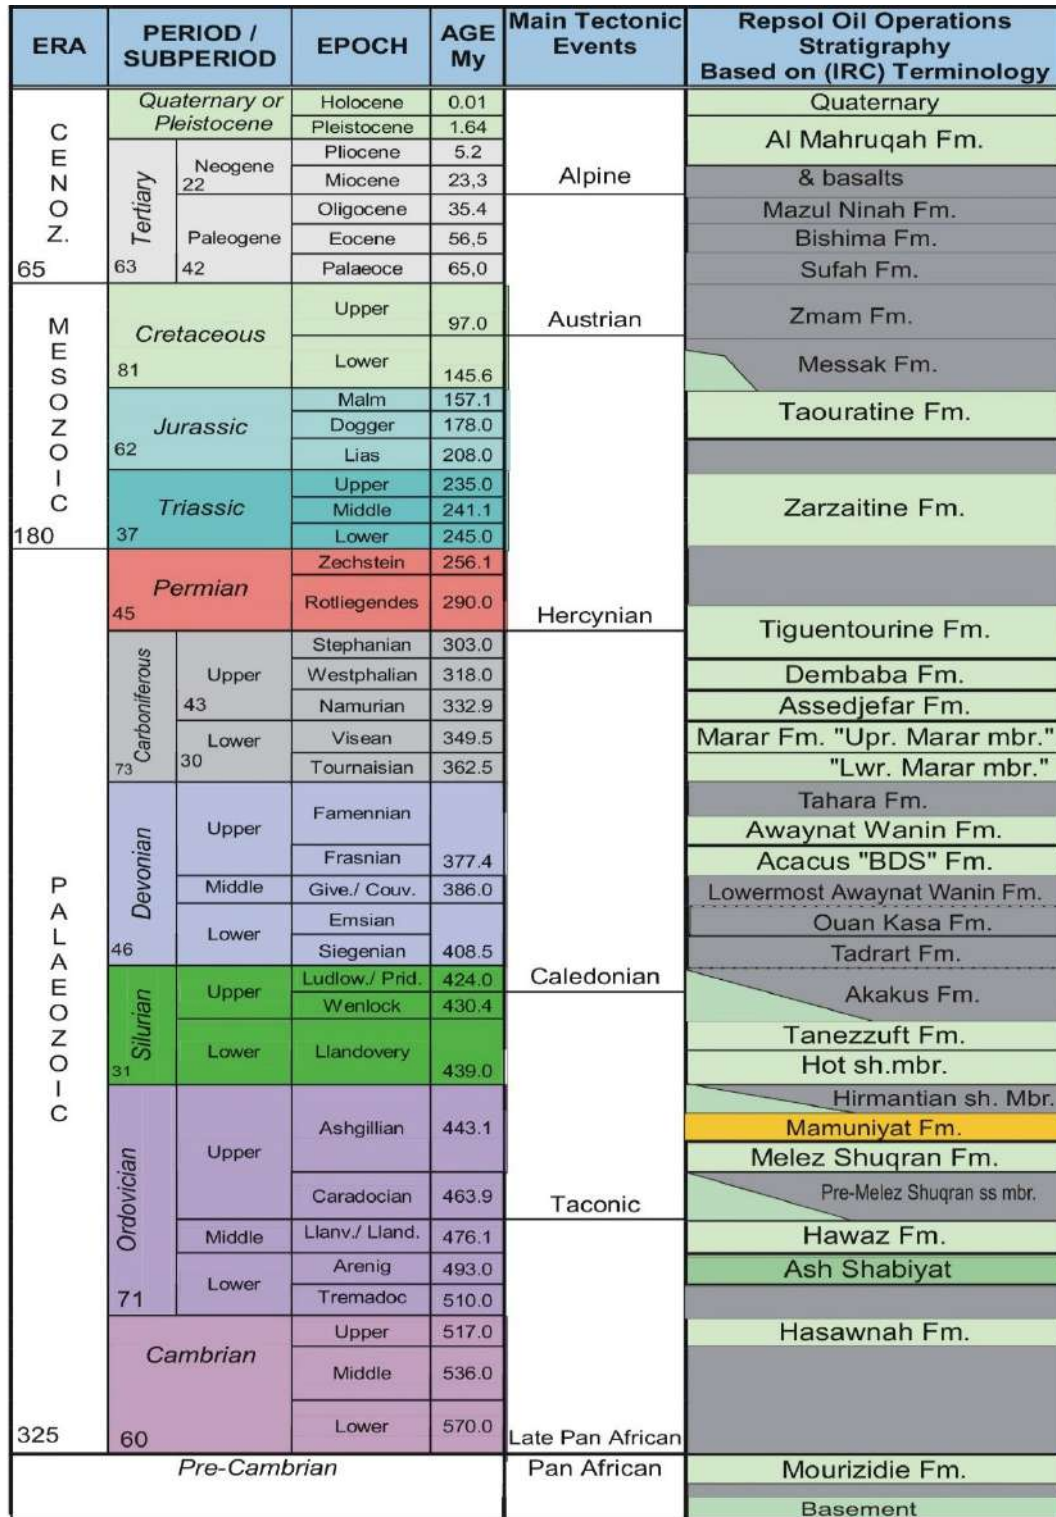 ERA
PERIOD /
SUBPERIOD
EPOCH
AGE
My
Main Tectonic
Events
Repsol Oil Operations
Stratigraphy
Based on (IRC) Terminology
CENOZ.
65
Quaternary or
Pleistocene
Holocene 0.01
Pleistocene 1.64
Tertiary
63
Neogene
22
Pliocene 5.2
Miocene 23,3
Paleogene
42
Oligocene 35.4
Eocene 56,5
Palaeoce 65,0
MESOZOIC
180
Cretaceous
81
Upper 97.0
Lower 145.6
Jurassic
62
Malm 157.1
Dogger 178.0
Lias 208.0
Triassic
37
Upper 235.0
Middle 241.1
Lower 245.0
PALAEOZOIC
325
Permian
45
Zechstein 256.1
Rotliegendes 290.0
Carboniferous
73
Upper
43
Stephanian 303.0
Westphalian 318.0
Namurian 332.9
Lower
30
Visean 349.5
Tournaisian 362.5
Devonian
46
Upper
Famennian
Frasnian 377.4
Middle Give./ Couv. 386.0
Lower
Emsian
Siegenian 408.5
Silurian
31
Upper
Ludlow./ Prid. 424.0
Wenlock 430.4
Lower Llandovery 439.0
Ordovician
71
Upper
Ashgillian 443.1
Caradocian 463.9
Middle Llanv./ Lland. 476.1
Lower
Arenig 493.0
Tremadoc 510.0
Cambrian
60
Upper 517.0
Middle 536.0
Lower 570.0
Pre-Cambrian
Alpine
Austrian
Hercynian
Caledonian
Taconic
Late Pan African
Pan African
Quaternary
Al Mahruqah Fm.
& basalts
Mazul Ninah Fm.
Bishima Fm.
Sufah Fm.
Zmam Fm.
Messak Fm.
Taouratine Fm.
Zarzaitine Fm.
Tiguentourine Fm.
Dembaba Fm.
Assedjefar Fm.
Marar Fm. "Upr. Marar mbr."
"Lwr. Marar mbr."
Tahara Fm.
Awaynat Wanin Fm.
Acacus "BDS" Fm.
Lowermost Awaynat Wanin Fm.
Ouan Kasa Fm.
Tadrart Fm.
Akakus Fm.
Tanezzuft Fm.
Hot sh.mbr.
Hirmantian sh. Mbr.
Mamuniyat Fm.
Melez Shuqran Fm.
Pre-Melez Shuqran ss mbr.
Hawaz Fm.
Ash Shabiyat
Hasawnah Fm.
Mourizidie Fm.
Basement